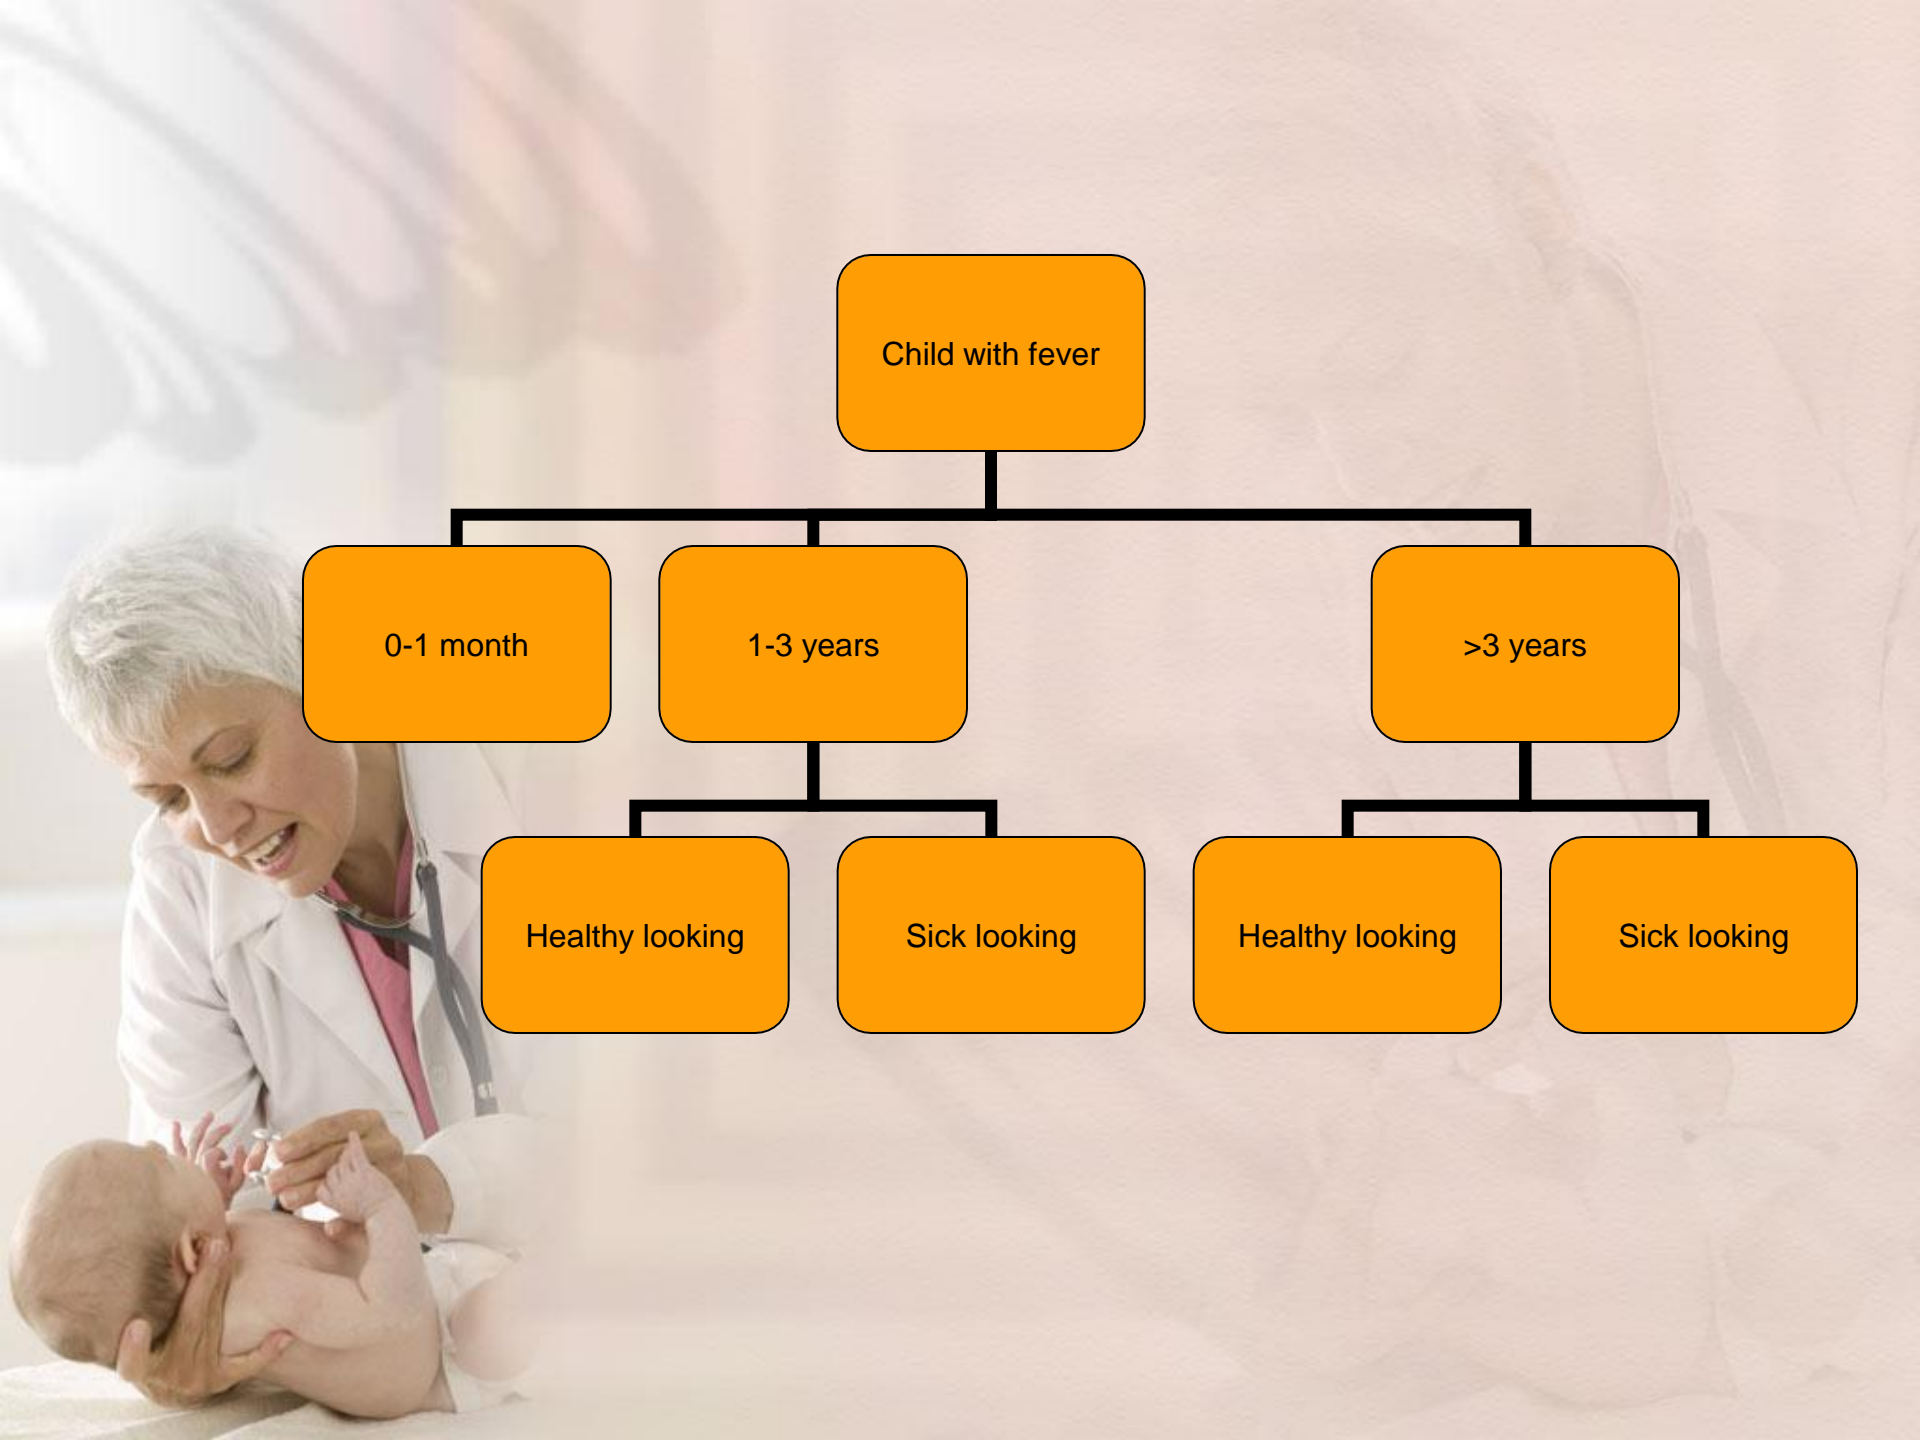 Child with fever
0-1 month
1-3 years
>3 years
Healthy looking
Sick looking
Healthy looking
Sick looking